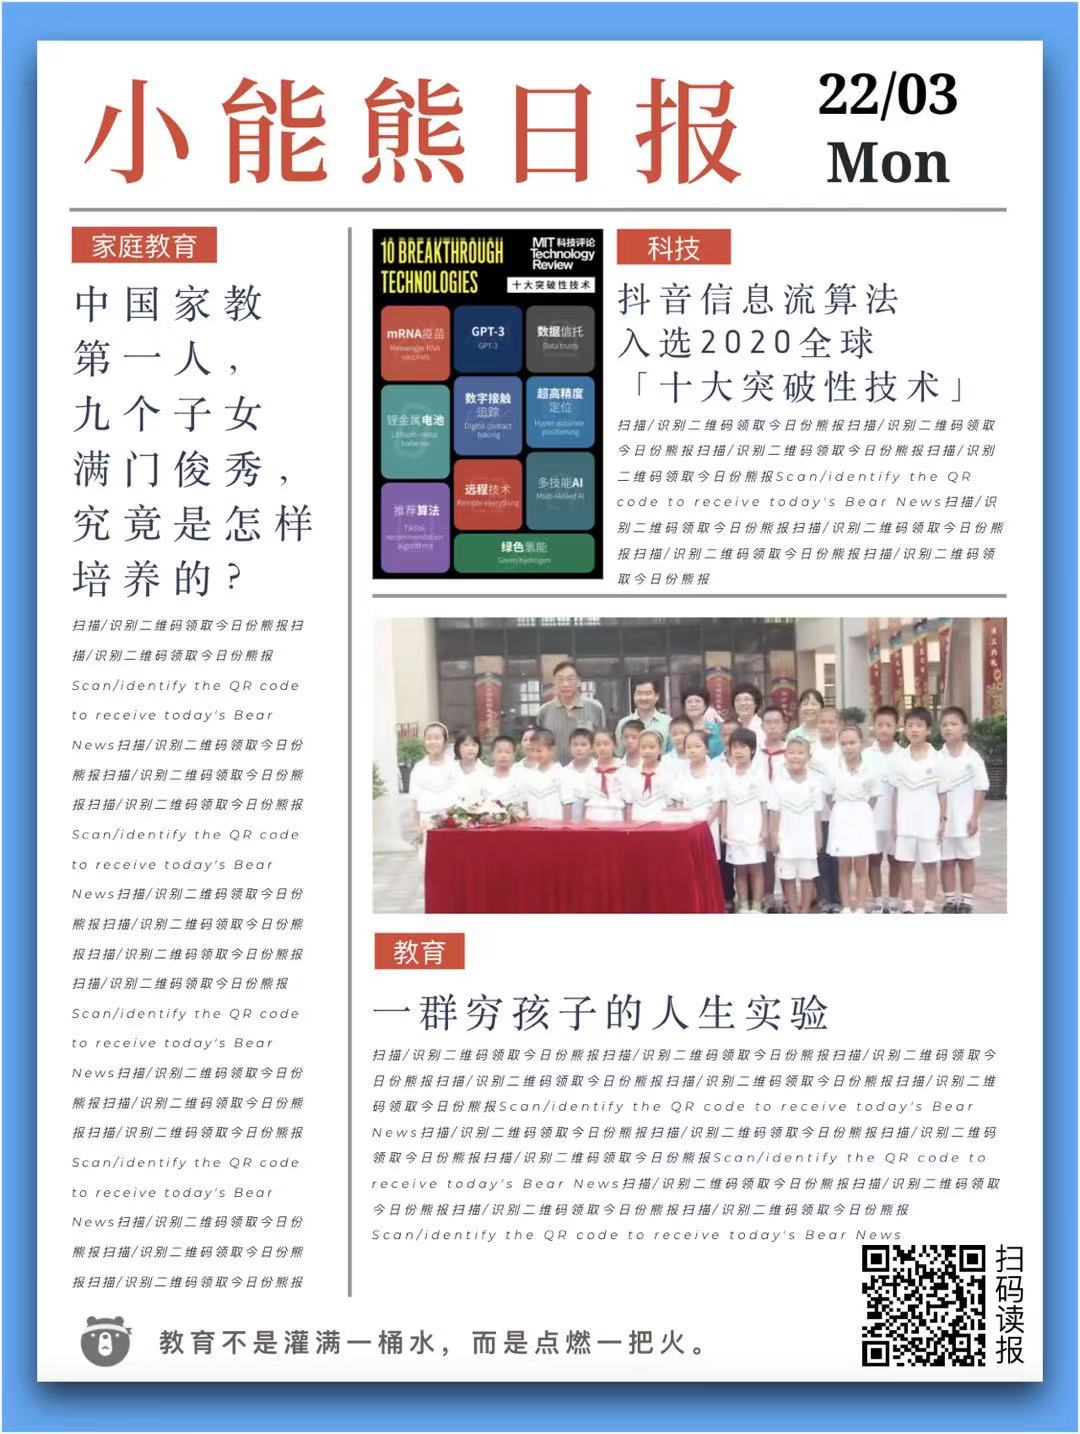 小能熊日报
22/03
Mon
家庭教育
中国家教
第一人，
九个子女
满门俊秀，
究竟是怎样
培养的？
扫描/识别二维码领取今日份熊报扫
描/识别二维码领取今日份熊报
Scan/identify the QR code
to receive today's Bear
News扫描/识别二维码领取今日份
熊报扫描/识别二维码领取今日份熊
报扫描/识别二维码领取今日份熊报
Scan/identify the QR code
to receive today's Bear
News扫描/识别二维码领取今日份
熊报扫描/识别二维码领取今日份熊
报扫描/识别二维码领取今日份熊报
扫描/识别二维码领取今日份熊报
Scan/identify the QR code
to receive today's Bear
News扫描/识别二维码领取今日份
熊报扫描/识别二维码领取今日份熊
报扫描/识别二维码领取今日份熊报
Scan/identify the QR code
to receive today's Bear
News扫描/识别二维码领取今日份
熊报扫描/识别二维码领取今日份熊
报扫描/识别二维码领取今日份熊报
10 BREAKTHROUGH
TECHNOLOGIES
MIT 科技评论
Technology
Review
十大突破性技术
mRNA疫苗
Messenger RNA
vaccines
GPT-3
GPT-3
数据信托
Data trusts
锂金属电池
Lithium-metal
batteries
数字接触
追踪
Digital contact
tracing
超高精度
定位
Hyper-accurate
positioning
推荐算法
TikTok
recommendation
algorithms
远程技术
Remote everything
多技能AI
Multi-skilled AI
绿色氢能
Green hydrogen
科技
抖音信息流算法
入选2020全球
「十大突破性技术」
扫描/识别二维码领取今日份熊报扫描/识别二维码领取
今日份熊报扫描/识别二维码领取今日份熊报扫描/识别
二维码领取今日份熊报Scan/identify the QR
code to receive today's Bear News扫描/识
别二维码领取今日份熊报扫描/识别二维码领取今日份熊
报扫描/识别二维码领取今日份熊报扫描/识别二维码领
取今日份熊报
教育
一群穷孩子的人生实验
扫描/识别二维码领取今日份熊报扫描/识别二维码领取今日份熊报扫描/识别二维码领取今
日份熊报扫描/识别二维码领取今日份熊报扫描/识别二维码领取今日份熊报扫描/识别二维
码领取今日份熊报Scan/identify the QR code to receive today's Bear
News扫描/识别二维码领取今日份熊报扫描/识别二维码领取今日份熊报扫描/识别二维码
领取今日份熊报扫描/识别二维码领取今日份熊报Scan/identify the QR code to
receive today's Bear News扫描/识别二维码领取今日份熊报扫描/识别二维码领取
今日份熊报扫描/识别二维码领取今日份熊报扫描/识别二维码领取今日份熊报
Scan/identify the QR code to receive today's Bear News
扫码读报
教育不是灌满一桶水，而是点燃一把火。